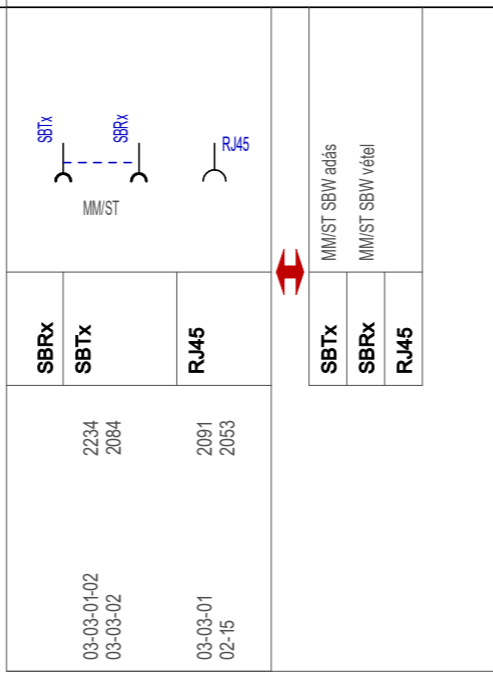 SBTx
SBRx
RJ45
MM/ST
SBRx
SBTx
RJ45
2234
2084
2091
2053
03-03-01-02
03-03-02
03-03-01
02-15
MM/ST SBW adás
MM/ST SBW vétel
SBTx
SBRx
RJ45